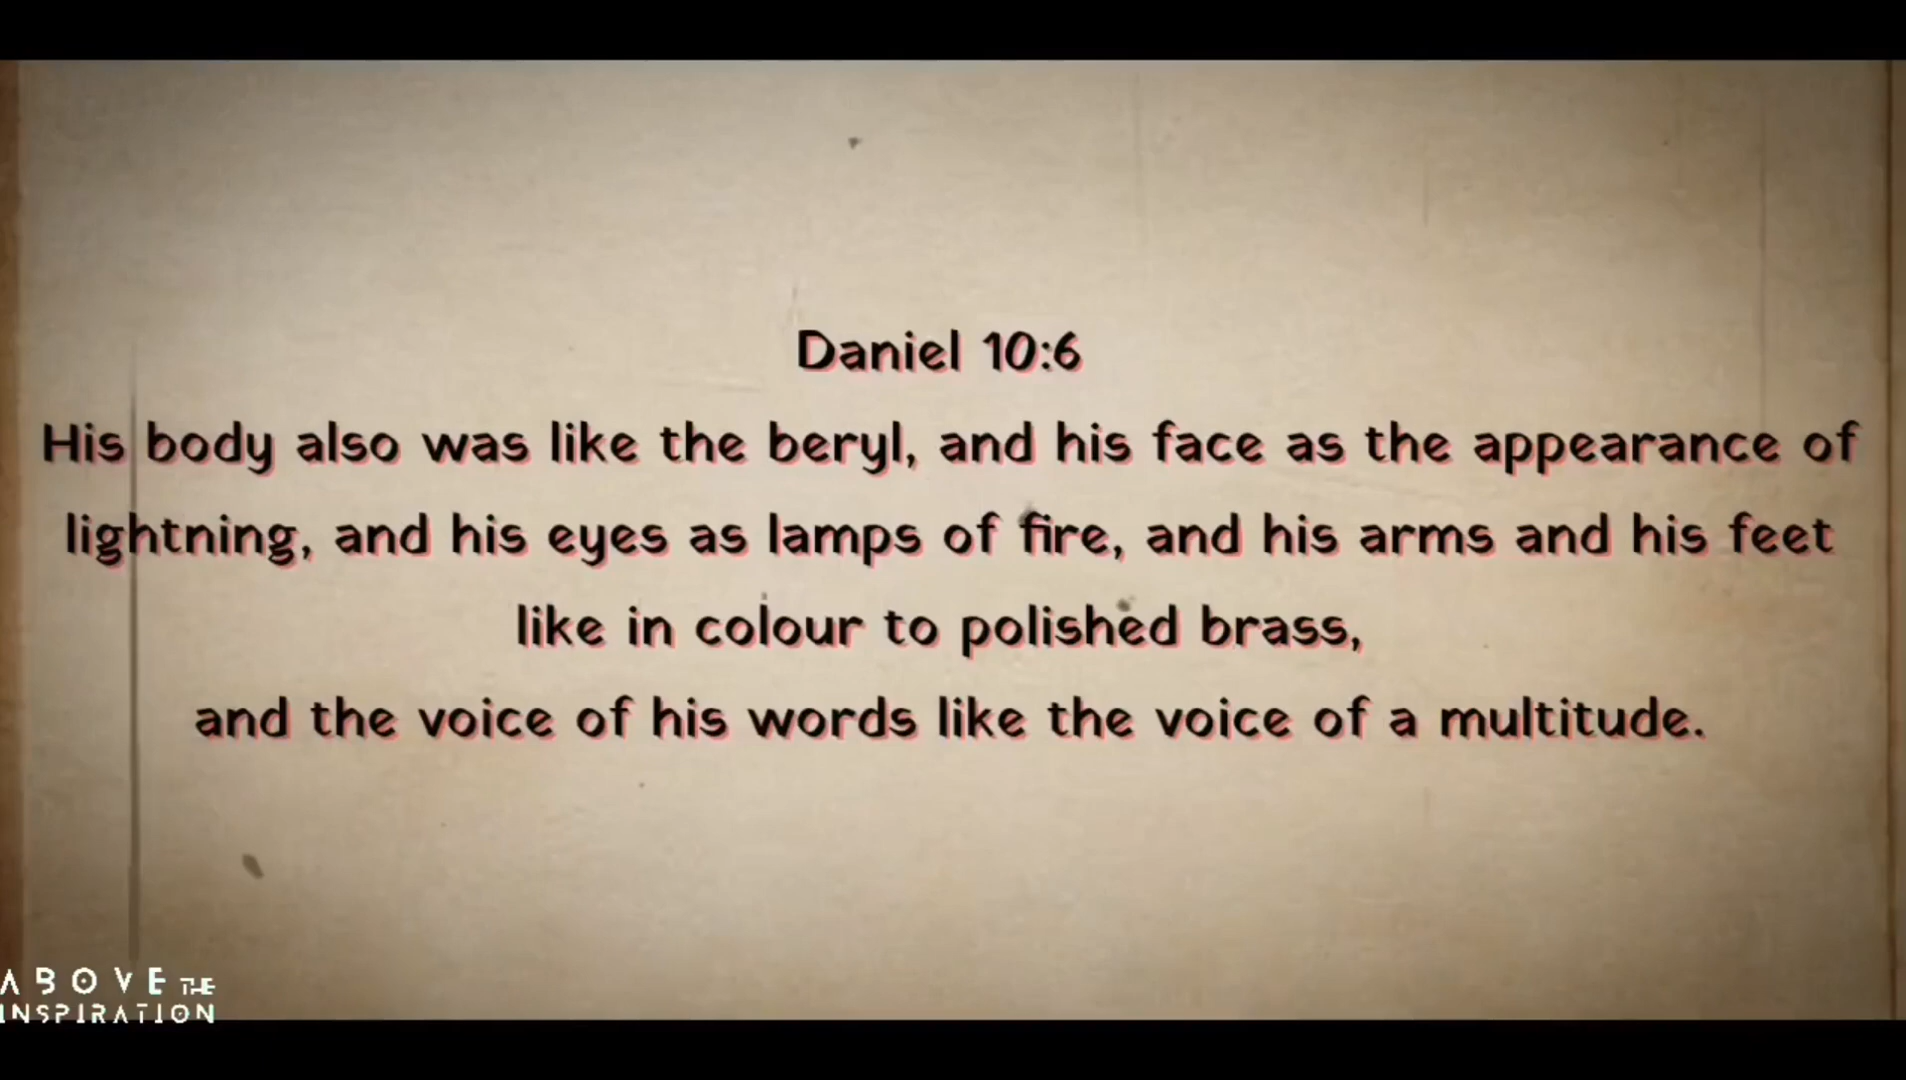 Daniel 10:6
His body also was like the beryl, and his face as the appearance of
lightning, and his eyes as lamps of fire, and his arms and his feet
like in colour to polished brass,
and the voice of his words like the voice of a multitude.
ABOVE THE
INSPIRATION